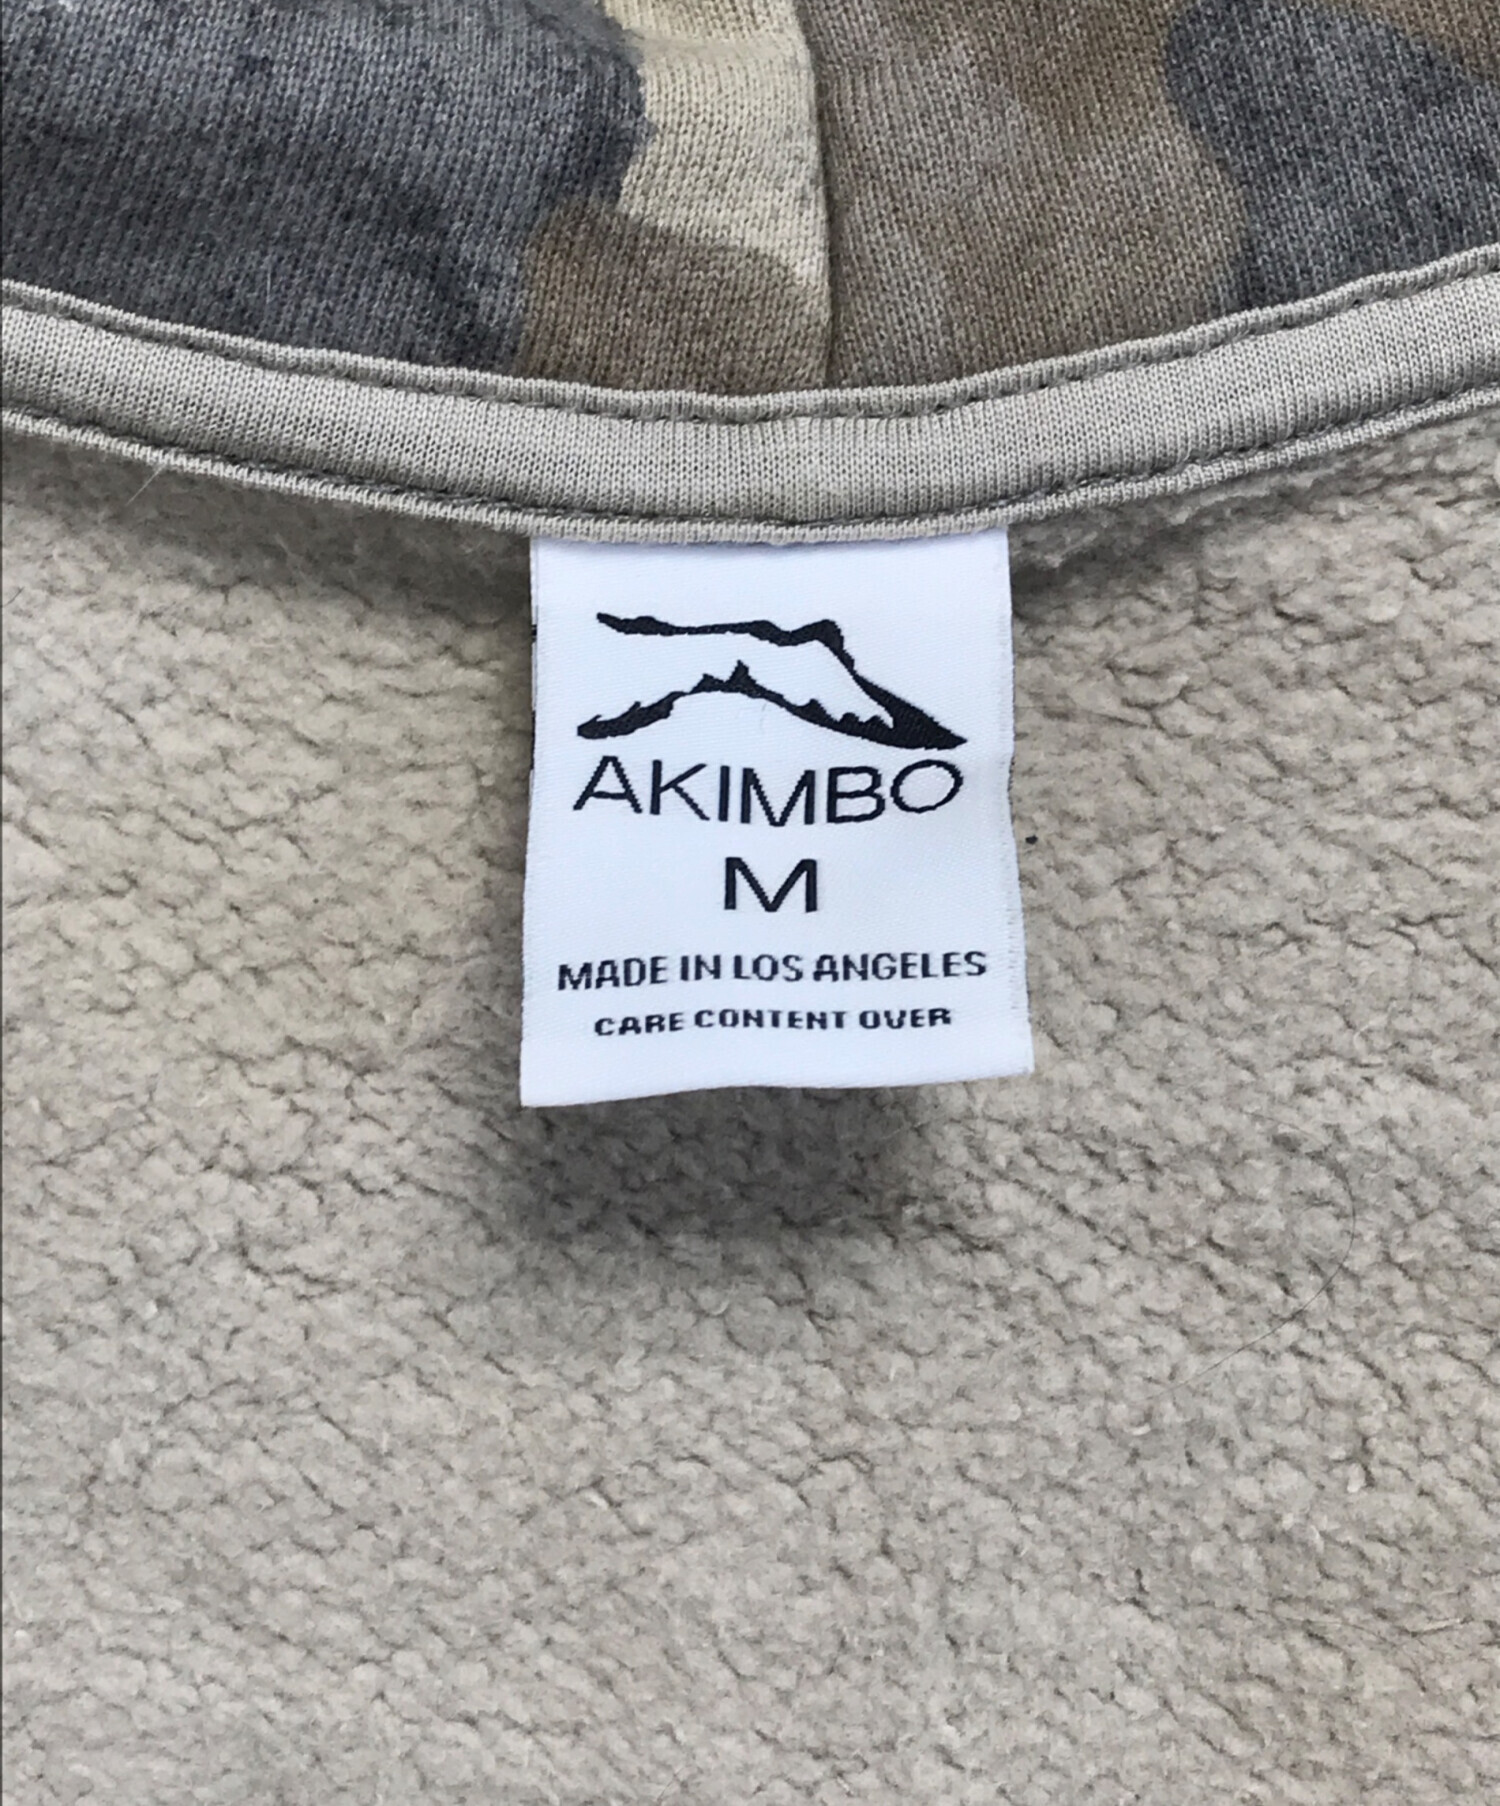 AKIMBO
M
MADE IN LOS ANGELES
CARE CONTENT OVER